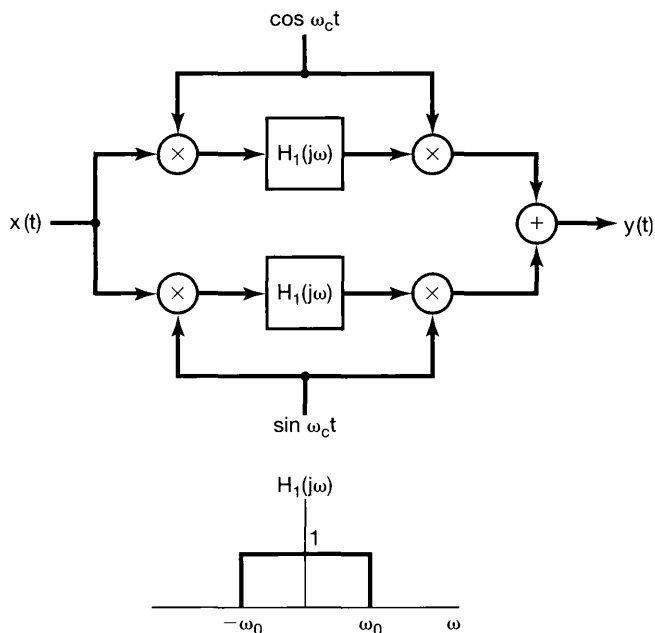 cos ω_c t
× H₁(jω) ×
x(t) + y(t)
× H₁(jω) ×
sin ω_c t
H₁(jω)
1
−ω₀ ω₀ ω